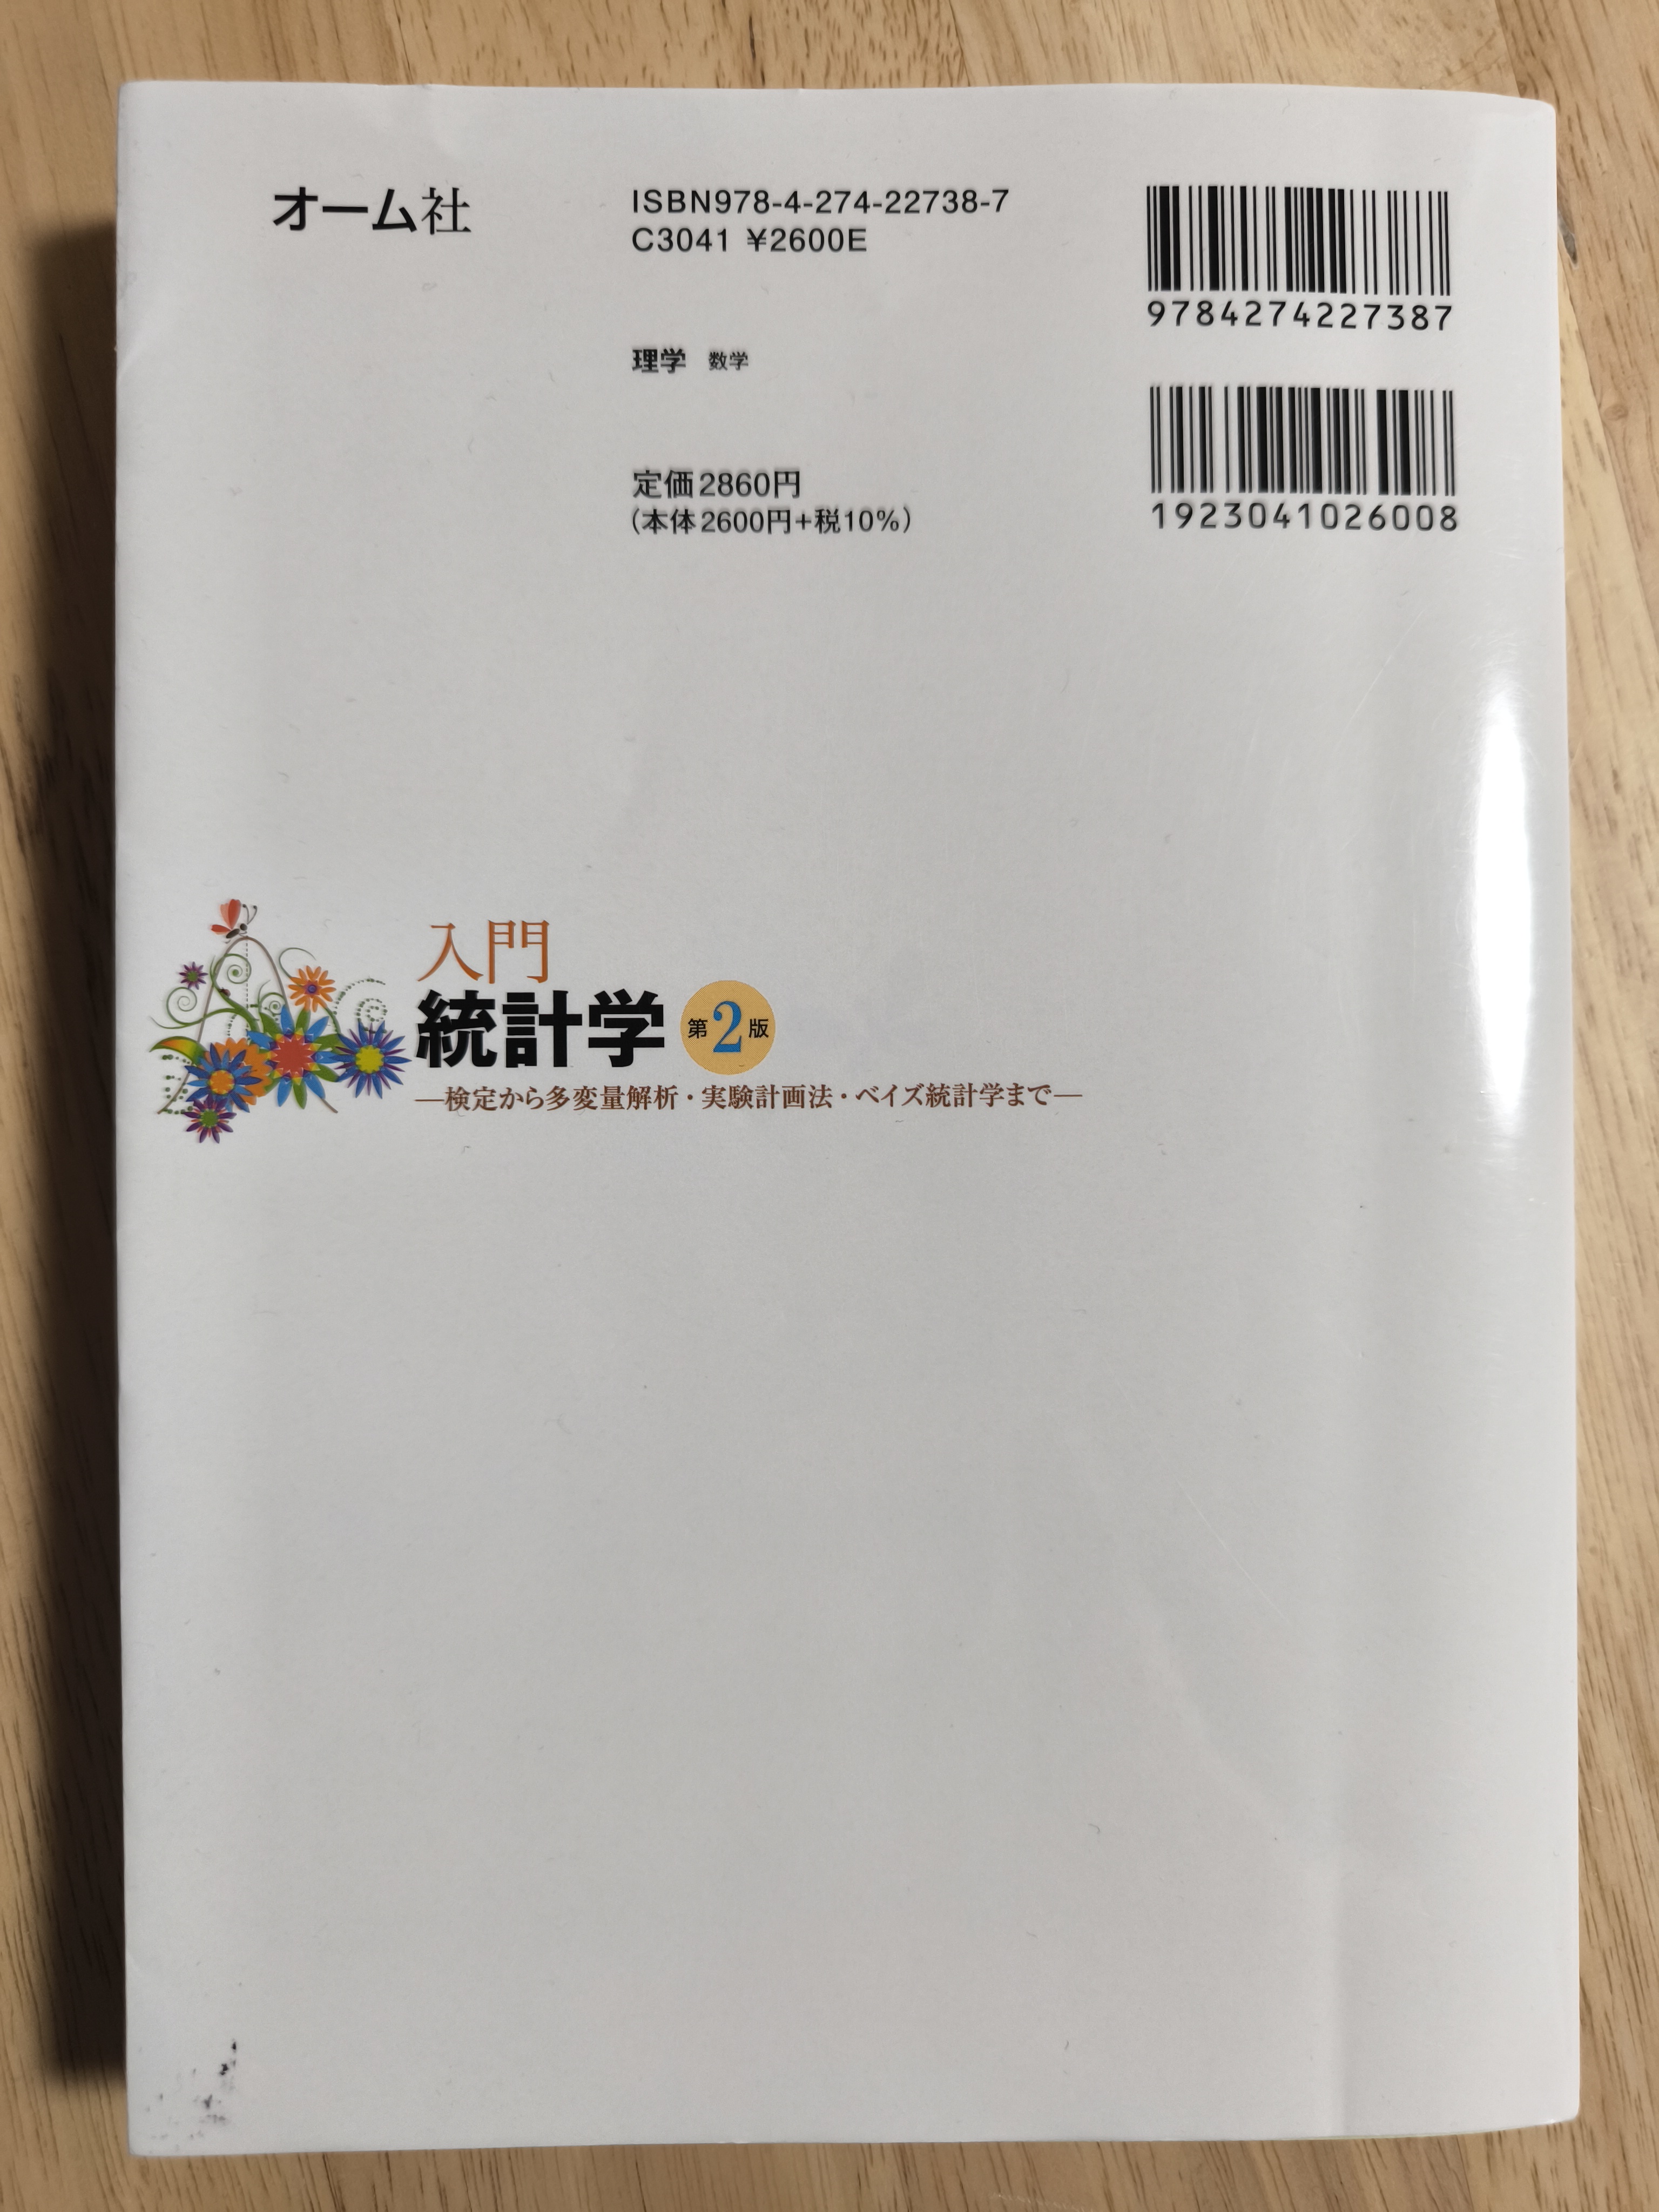 オーム社
ISBN978-4-274-22738-7
C3041 ¥2600E
9784274227387
理学 数学
定価2860円
(本体2600円+税10%)
1923041026008
入門
統計学 第2版
―検定から多変量解析・実験計画法・ベイズ統計学まで―